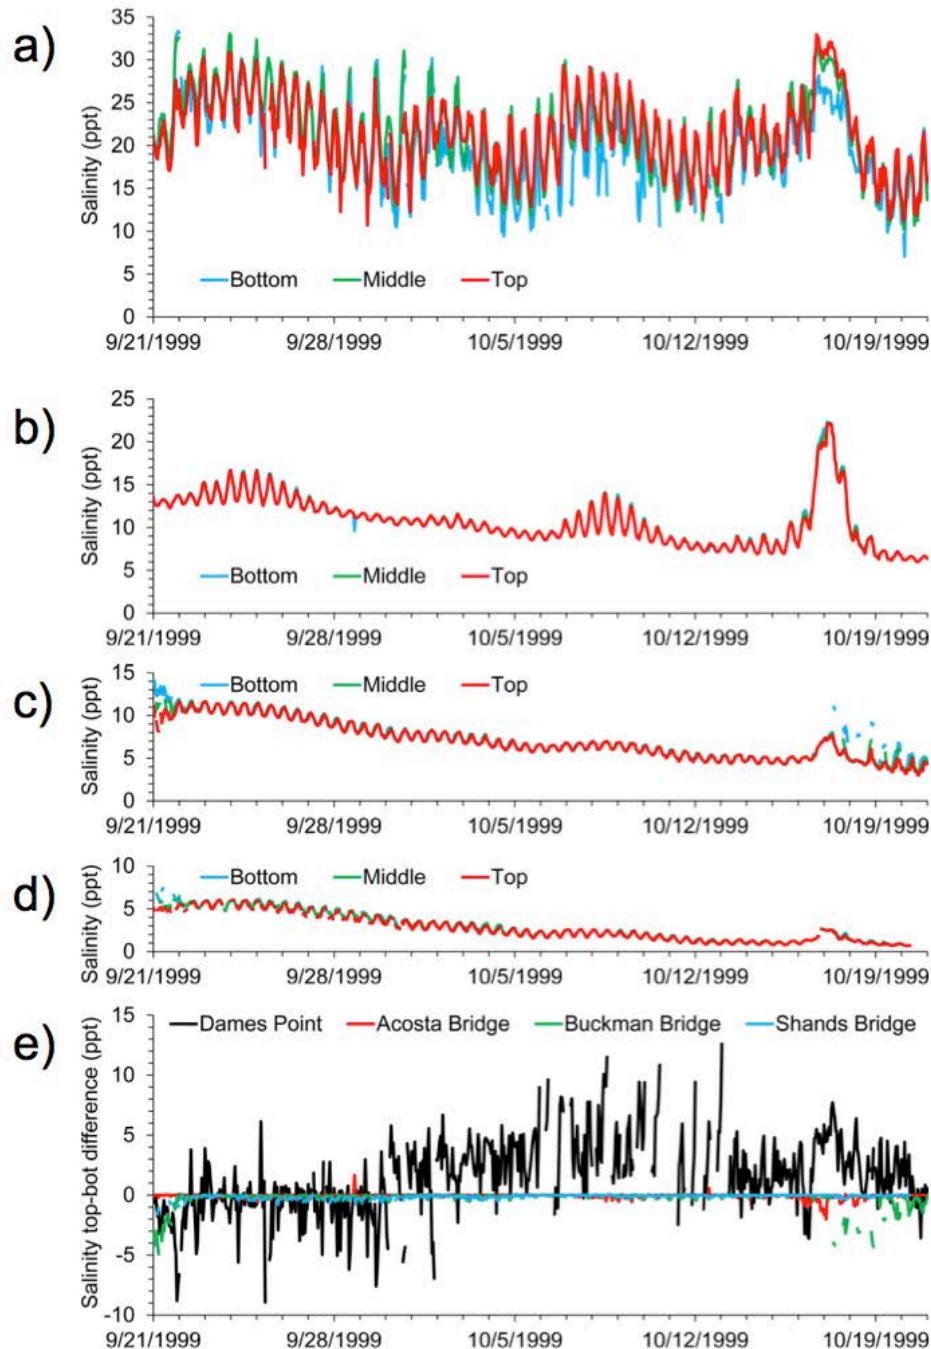 a)
Salinity (ppt)
35
30
25
20
15
10
5
0
Bottom Middle Top
9/21/1999 9/28/1999 10/5/1999 10/12/1999 10/19/1999
b)
Salinity (ppt)
25
20
15
10
5
0
Bottom Middle Top
9/21/1999 9/28/1999 10/5/1999 10/12/1999 10/19/1999
c)
Salinity (ppt)
15
10
5
0
Bottom Middle Top
9/21/1999 9/28/1999 10/5/1999 10/12/1999 10/19/1999
d)
Salinity (ppt)
10
5
0
Bottom Middle Top
9/21/1999 9/28/1999 10/5/1999 10/12/1999 10/19/1999
e)
Salinity top-bot difference (ppt)
15
10
5
0
-5
-10
Dames Point Acosta Bridge Buckman Bridge Shands Bridge
9/21/1999 9/28/1999 10/5/1999 10/12/1999 10/19/1999